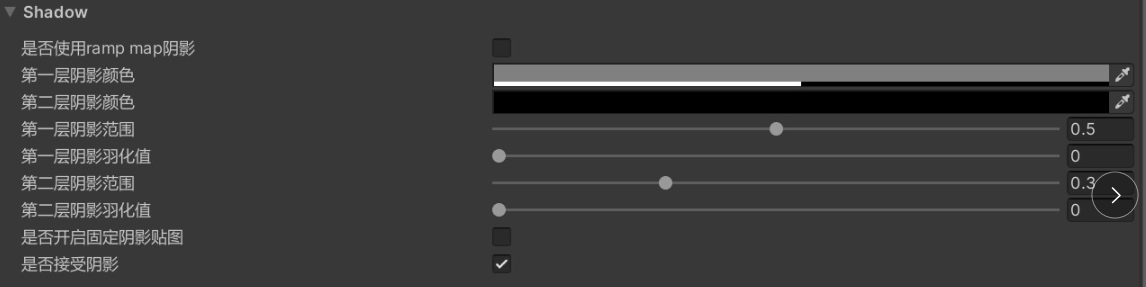 Shadow
是否使用ramp map阴影
第一层阴影颜色
第二层阴影颜色
第一层阴影范围 0.5
第一层阴影羽化值 0
第二层阴影范围 0.3
第二层阴影羽化值 0
是否开启固定阴影贴图
是否接受阴影